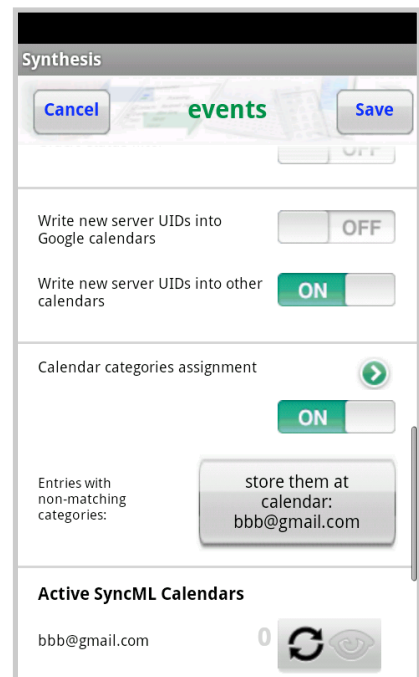 Synthesis
Cancel
events
Save
OFF
Write new server UIDs into
Google calendars
OFF
Write new server UIDs into other
calendars
ON
Calendar categories assignment
ON
Entries with
non-matching
categories:
store them at
calendar:
bbb@gmail.com
Active SyncML Calendars
bbb@gmail.com
0